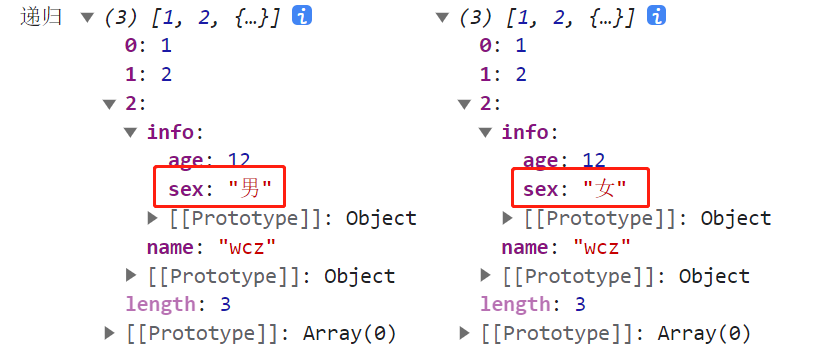 递归 ▼ (3) [1, 2, {…}] i ▼ (3) [1, 2, {…}] i
0: 1 0: 1
1: 2 1: 2
▼ 2: ▼ 2:
▼ info: ▼ info:
age: 12 age: 12
sex: "男" sex: "女"
▶ [[Prototype]]: Object ▶ [[Prototype]]: Object
name: "wcz" name: "wcz"
▶ [[Prototype]]: Object ▶ [[Prototype]]: Object
length: 3 length: 3
▶ [[Prototype]]: Array(0) ▶ [[Prototype]]: Array(0)